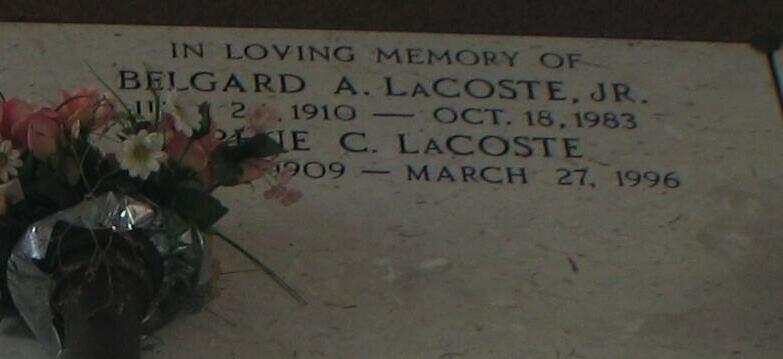 IN LOVING MEMORY OF
BELGARD A. LACOSTE, JR.
1910 — OCT. 18, 1983
C. LACOSTE
1909 — MARCH 27, 1996